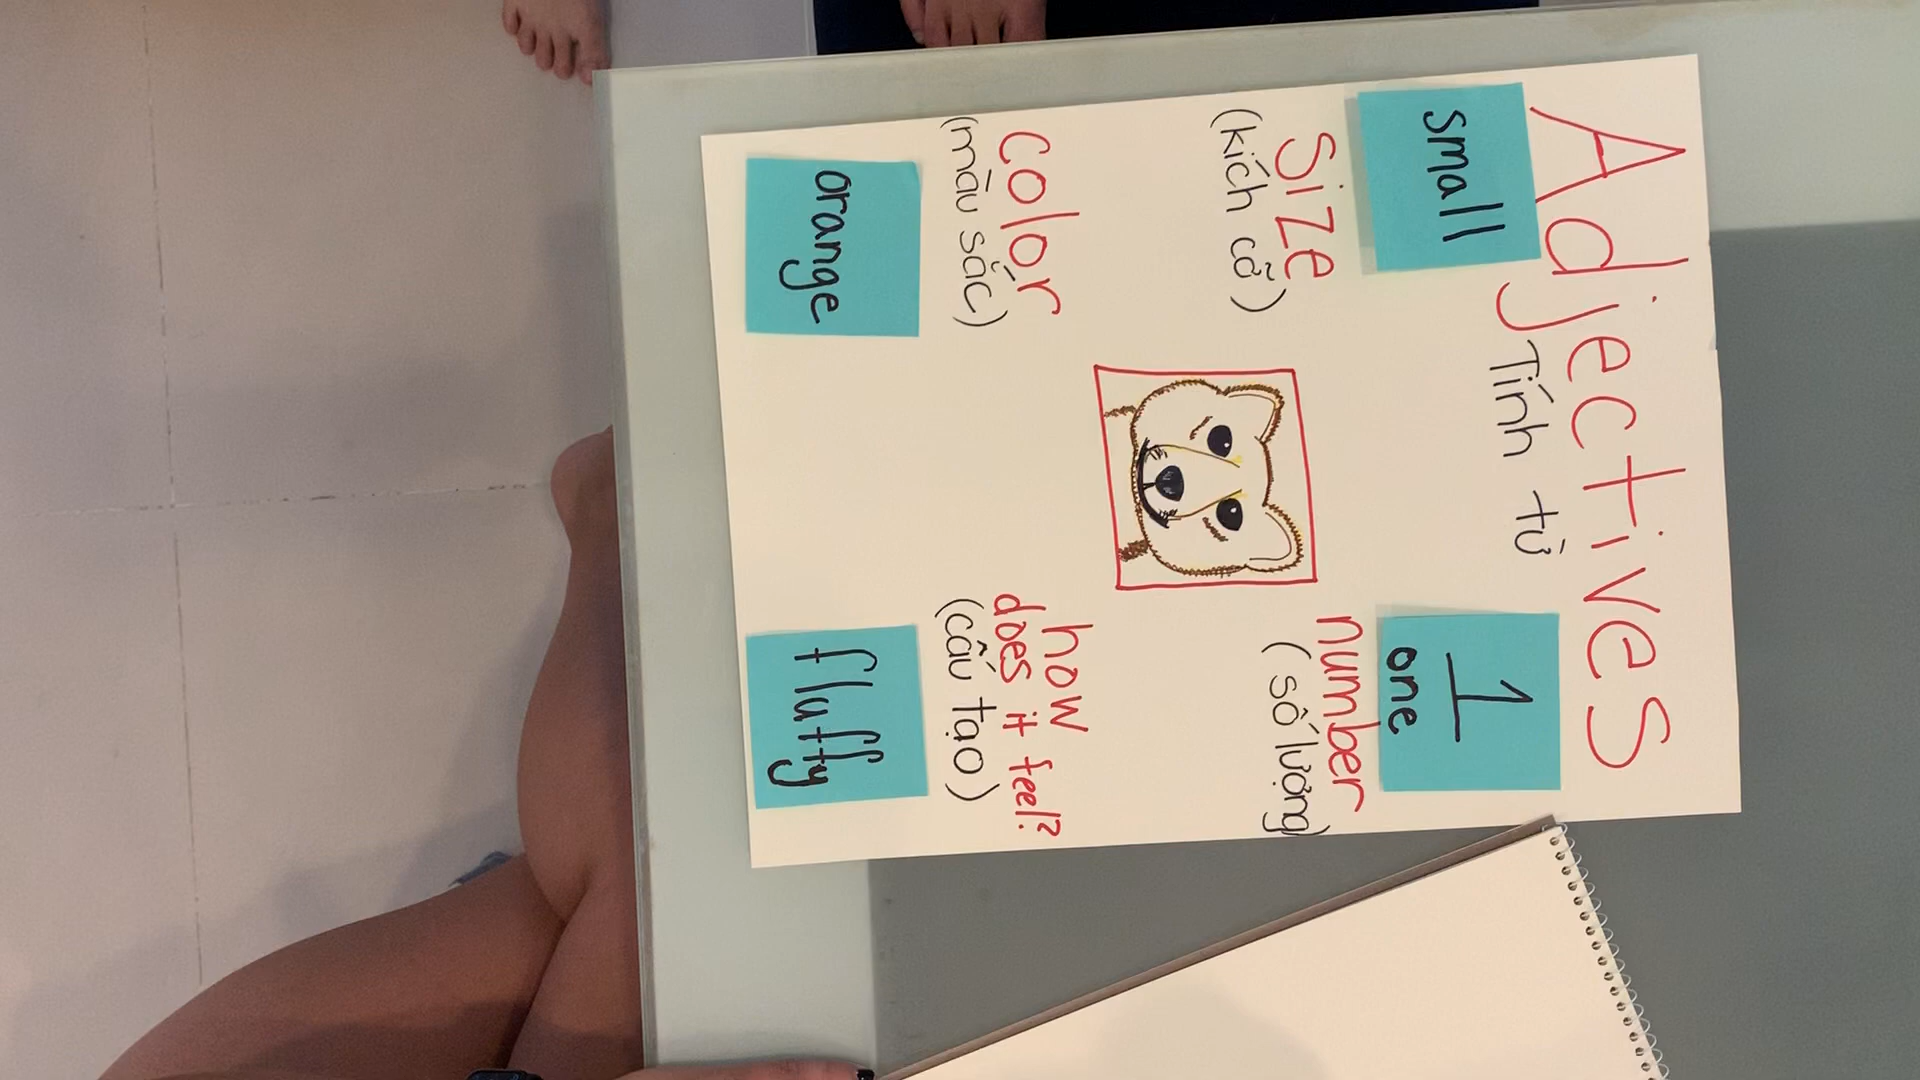 Adjectives
Tính từ
small
SiZe
(kích cỡ)
1
one
number
(số lượng)
color
(màu sắc)
orange
how
does it feel?
(cấu tạo)
fluffy